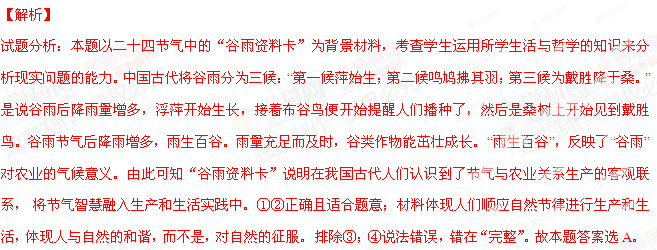 【解析】
试题分析：本题以二十四节气中的“谷雨资料卡”为背景材料，考查学生运用所学生活与哲学的知识来分
析现实问题的能力。中国古代将谷雨分为三候：“第一候萍始生；第二候鸣鸠拂其羽；第三候为戴胜降于桑。”
是说谷雨后降雨量增多，浮萍开始生长，接着布谷鸟便开始提醒人们播种了，然后是桑树上开始见到戴胜
鸟。谷雨节气后降雨增多，雨生百谷。雨量充足而及时，谷类作物能茁壮成长。“雨生百谷”，反映了“谷雨”
对农业的气候意义。由此可知“谷雨资料卡”说明在我国古代人们认识到了节气与农业关系生产的客观联
系， 将节气智慧融入生产和生活实践中。①②正确且适合题意；材料体现人们顺应自然节律进行生产和生
活，体现人与自然的和谐，而不是，对自然的征服。 排除③；④说法错误，错在“完整”。故本题答案选 A。